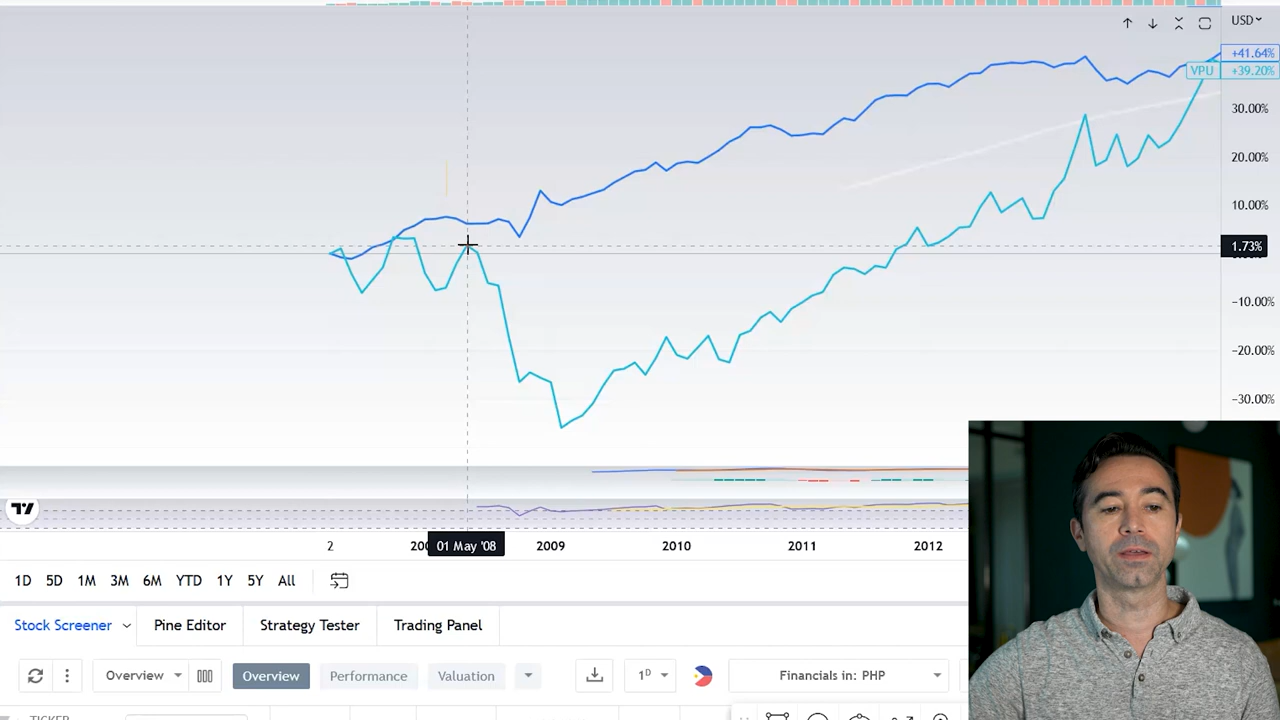 USD
+41.64%
VPU +39.20%
30.00%
20.00%
10.00%
1.73%
−10.00%
−20.00%
−30.00%
2 200 01 May '08 2009 2010 2011 2012
1D 5D 1M 3M 6M YTD 1Y 5Y All
Stock Screener Pine Editor Strategy Tester Trading Panel
Overview Overview Performance Valuation 1D Financials in: PHP
TICKER